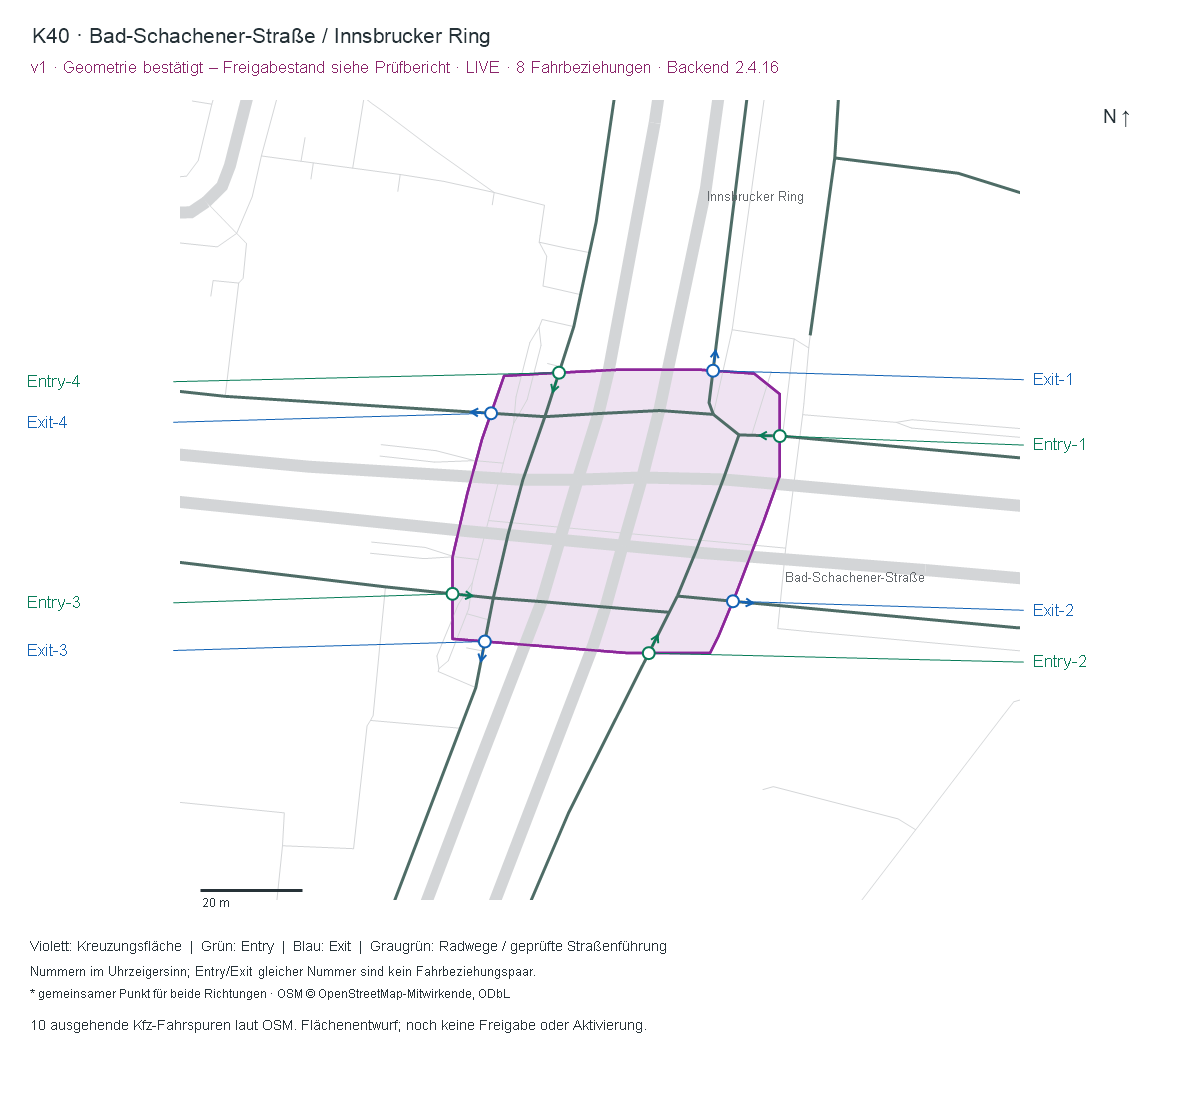 K40 · Bad-Schachener-Straße / Innsbrucker Ring
v1 · Geometrie bestätigt – Freigabestand siehe Prüfbericht · LIVE · 8 Fahrbeziehungen · Backend 2.4.16
N ↑
Innsbrucker Ring
Entry-4
Exit-1
Exit-4
Entry-1
Bad-Schachener-Straße
Entry-3
Exit-2
Exit-3
Entry-2
20 m
Violett: Kreuzungsfläche | Grün: Entry | Blau: Exit | Graugrün: Radwege / geprüfte Straßenführung
Nummern im Uhrzeigersinn; Entry/Exit gleicher Nummer sind kein Fahrbeziehungspaar.
* gemeinsamer Punkt für beide Richtungen · OSM © OpenStreetMap-Mitwirkende, ODbL
10 ausgehende Kfz-Fahrspuren laut OSM. Flächenentwurf; noch keine Freigabe oder Aktivierung.